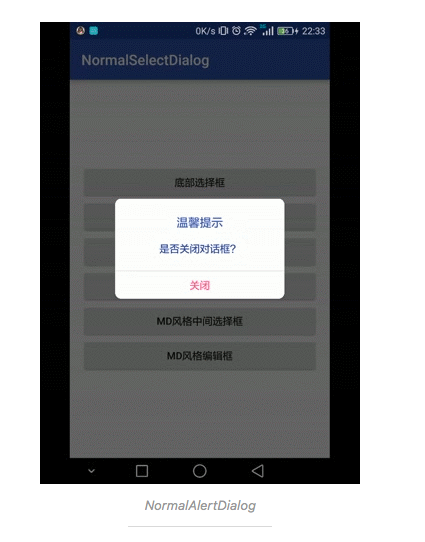 0K/s 22:33
NormalSelectDialog
底部选择框
温馨提示
是否关闭对话框?
关闭
MD风格中间选择框
MD风格编辑框
NormalAlertDialog